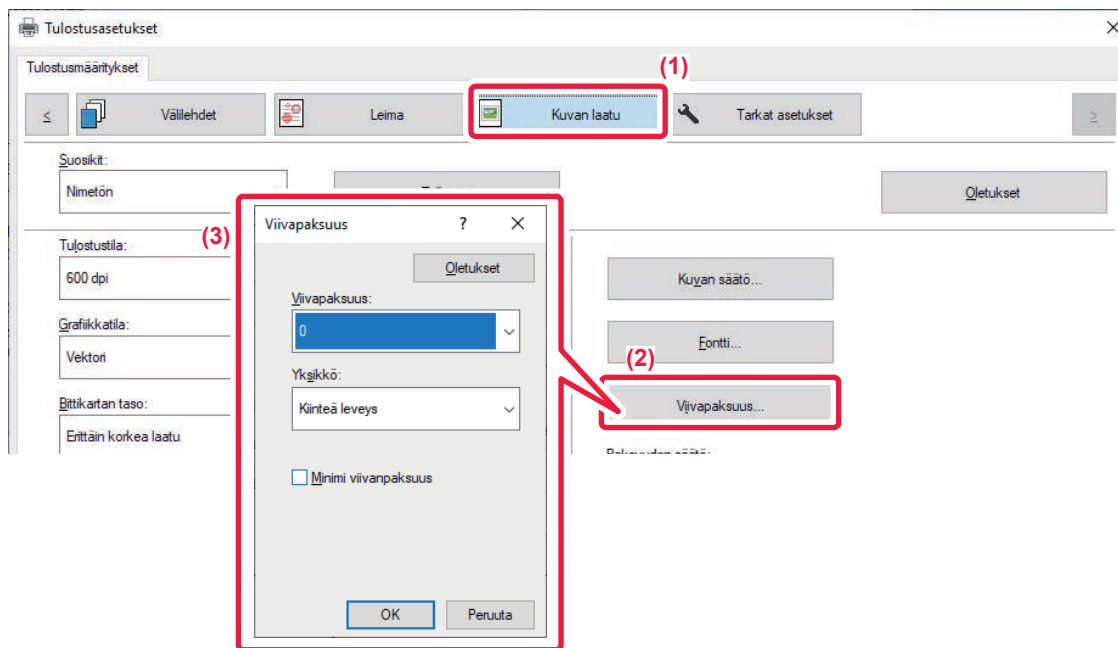 Tulostusasetukset
Tulostusmääritykset
(1)
≤ Välilehdet Leima Kuvan laatu Tarkat asetukset ≥
Suosikit:
Nimetön
Oletukset
(3)
Viivapaksuus ? ×
Oletukset
Viivapaksuus:
0
Yksikkö:
Kiinteä leveys
Minimi viivanpaksuus
OK Peruuta
Tulostustila:
600 dpi
Grafiikkatila:
Vektori
Bittikartan taso:
Erittäin korkea laatu
Kuvan säätö...
Fontti...
(2)
Viivapaksuus...